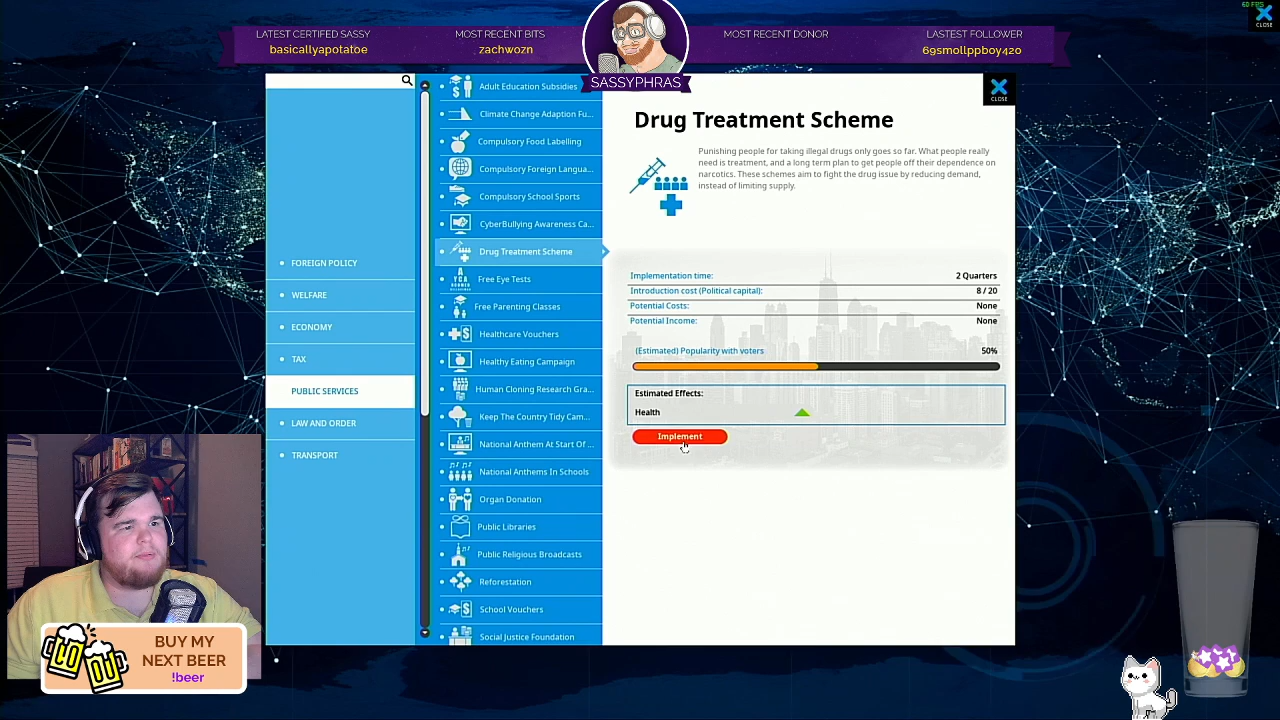 60 FPS
CLOSE
LATEST CERTIFED SASSY
basicallyapotatoe
MOST RECENT BITS
zachwozn
MOST RECENT DONOR
LASTEST FOLLOWER
69smollppboy420
SASSYPHRAS
CLOSE
FOREIGN POLICY
WELFARE
ECONOMY
TAX
PUBLIC SERVICES
LAW AND ORDER
TRANSPORT
Adult Education Subsidies
Climate Change Adaption Fu...
Compulsory Food Labelling
Compulsory Foreign Langua...
Compulsory School Sports
CyberBullying Awareness Ca...
Drug Treatment Scheme
Free Eye Tests
Free Parenting Classes
Healthcare Vouchers
Healthy Eating Campaign
Human Cloning Research Gra...
Keep The Country Tidy Cam...
National Anthem At Start Of ...
National Anthems In Schools
Organ Donation
Public Libraries
Public Religious Broadcasts
Reforestation
School Vouchers
Social Justice Foundation
Drug Treatment Scheme
Punishing people for taking illegal drugs only goes so far. What people really
need is treatment, and a long term plan to get people off their dependence on
narcotics. These schemes aim to fight the drug issue by reducing demand,
instead of limiting supply.
Implementation time: 2 Quarters
Introduction cost (Political capital): 8 / 20
Potential Costs: None
Potential Income: None
(Estimated) Popularity with voters 50%
Estimated Effects:
Health
Implement
BUY MY
NEXT BEER
!beer